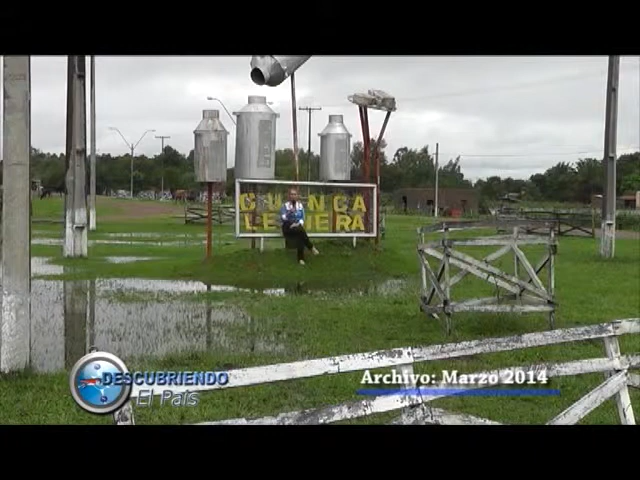 CUENCA
LECHERA
DESCUBRIENDO
El País
Archivo: Marzo 2014